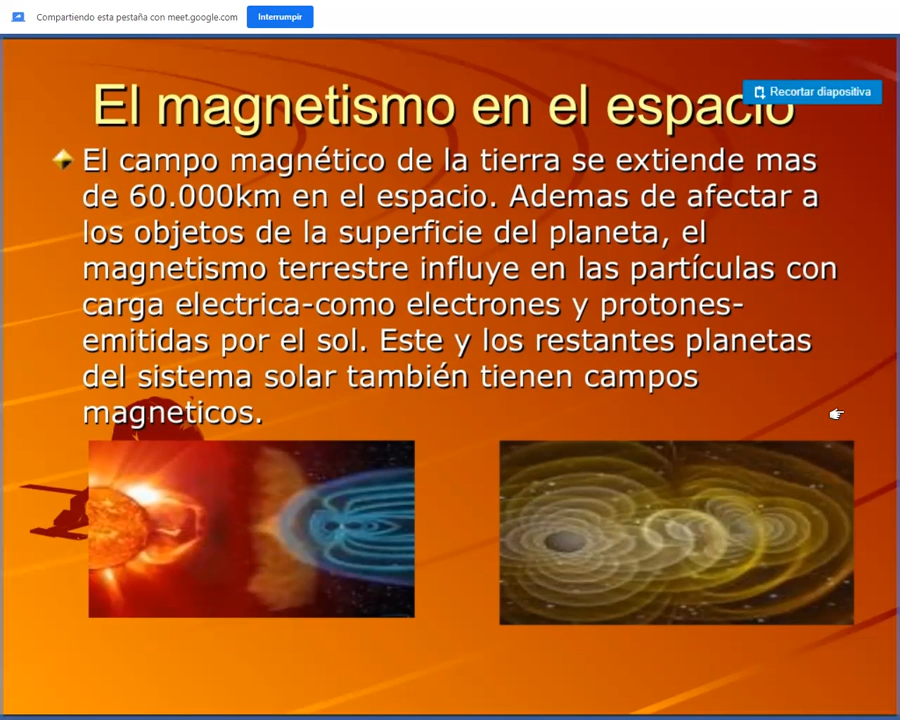 Compartiendo esta pestaña con meet.google.com
Interrumpir
El magnetismo en el espacio
Recortar diapositiva
El campo magnético de la tierra se extiende mas
de 60.000km en el espacio. Ademas de afectar a
los objetos de la superficie del planeta, el
magnetismo terrestre influye en las partículas con
carga electrica-como electrones y protones-
emitidas por el sol. Este y los restantes planetas
del sistema solar también tienen campos
magneticos.